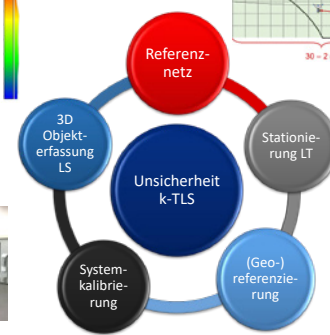 30 – 2
Referenz-
netz
3D
Objekt-
erfassung
LS
Stationie-
rung LT
Unsicherheit
k-TLS
System-
kalibrie-
rung
(Geo-)
referenzie-
rung